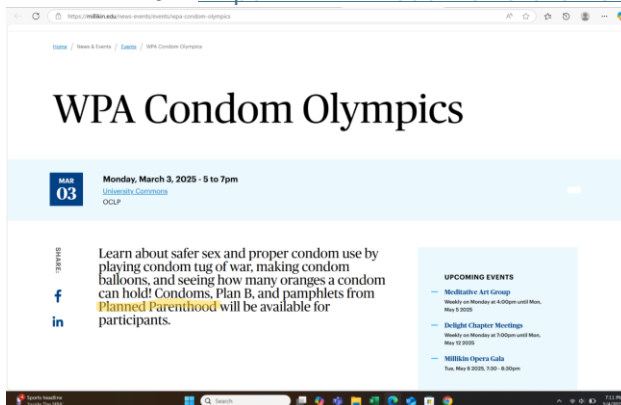 https://millikin.edu/news-events/events/wpa-condom-olympics
Home / News & Events / Events / WPA Condom Olympics
WPA Condom Olympics
MAR
03
Monday, March 3, 2025 - 5 to 7pm
University Commons
OCLP
SHARE:
Learn about safer sex and proper condom use by
playing condom tug of war, making condom
balloons, and seeing how many oranges a condom
can hold! Condoms, Plan B, and pamphlets from
Planned Parenthood will be available for
participants.
UPCOMING EVENTS
Meditative Art Group
Weekly on Monday at 4:00pm until Mon,
May 5 2025
Delight Chapter Meetings
Weekly on Monday at 7:00pm until Mon,
May 12 2025
Millikin Opera Gala
Tue, May 6 2025, 7:30 - 8:30pm
Sports headline
Search
7:11 PM